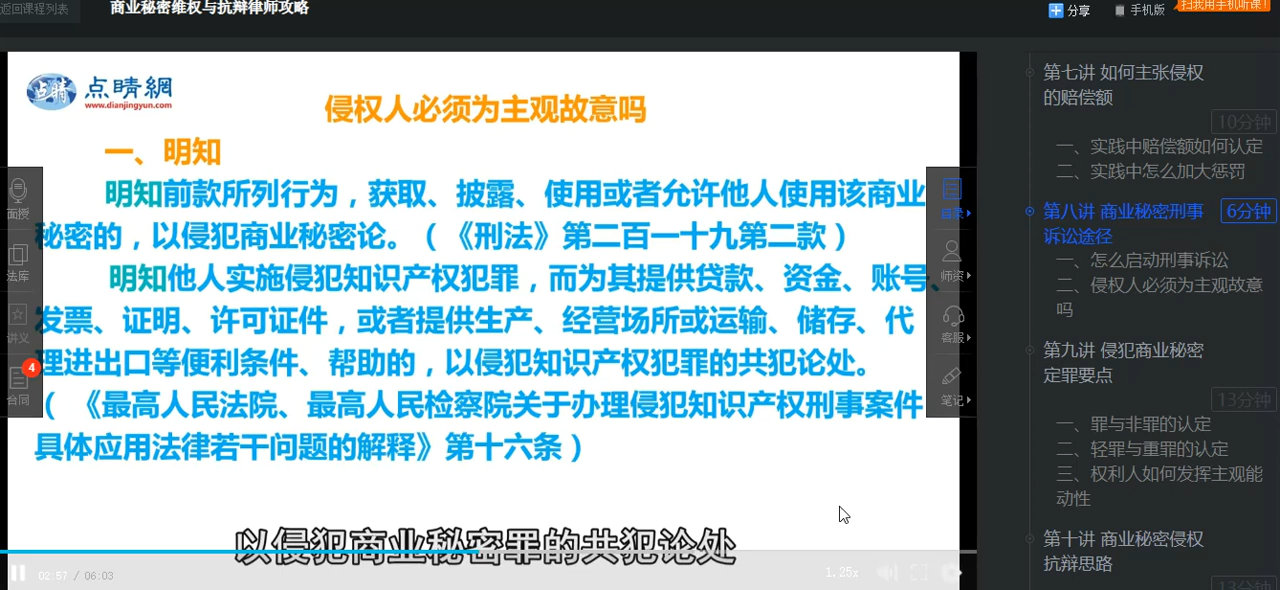 返回课程列表
商业秘密维权与抗辩律师攻略
分享
手机版
扫我用手机听课!
点睛
点睛網
www.dianjingyun.com
侵权人必须为主观故意吗
一、明知
明知前款所列行为，获取、披露、使用或者允许他人使用该商业
秘密的，以侵犯商业秘密论。（《刑法》第二百一十九第二款）
明知他人实施侵犯知识产权犯罪，而为其提供贷款、资金、账号、
发票、证明、许可证件，或者提供生产、经营场所或运输、储存、代
理进出口等便利条件、帮助的，以侵犯知识产权犯罪的共犯论处。
（《最高人民法院、最高人民检察院关于办理侵犯知识产权刑事案件
具体应用法律若干问题的解释》第十六条）
以侵犯商业秘密罪的共犯论处
02:57 / 06:03
1.25x
面授
法库
讲义
4
合同
目录
师资
客服
笔记
第七讲 如何主张侵权
的赔偿额
10分钟
一、实践中赔偿额如何认定
二、实践中怎么加大惩罚
第八讲 商业秘密刑事
6分钟
诉讼途径
一、怎么启动刑事诉讼
二、侵权人必须为主观故意
吗
第九讲 侵犯商业秘密
定罪要点
13分钟
一、罪与非罪的认定
二、轻罪与重罪的认定
三、权利人如何发挥主观能
动性
第十讲 商业秘密侵权
抗辩思路
13分钟